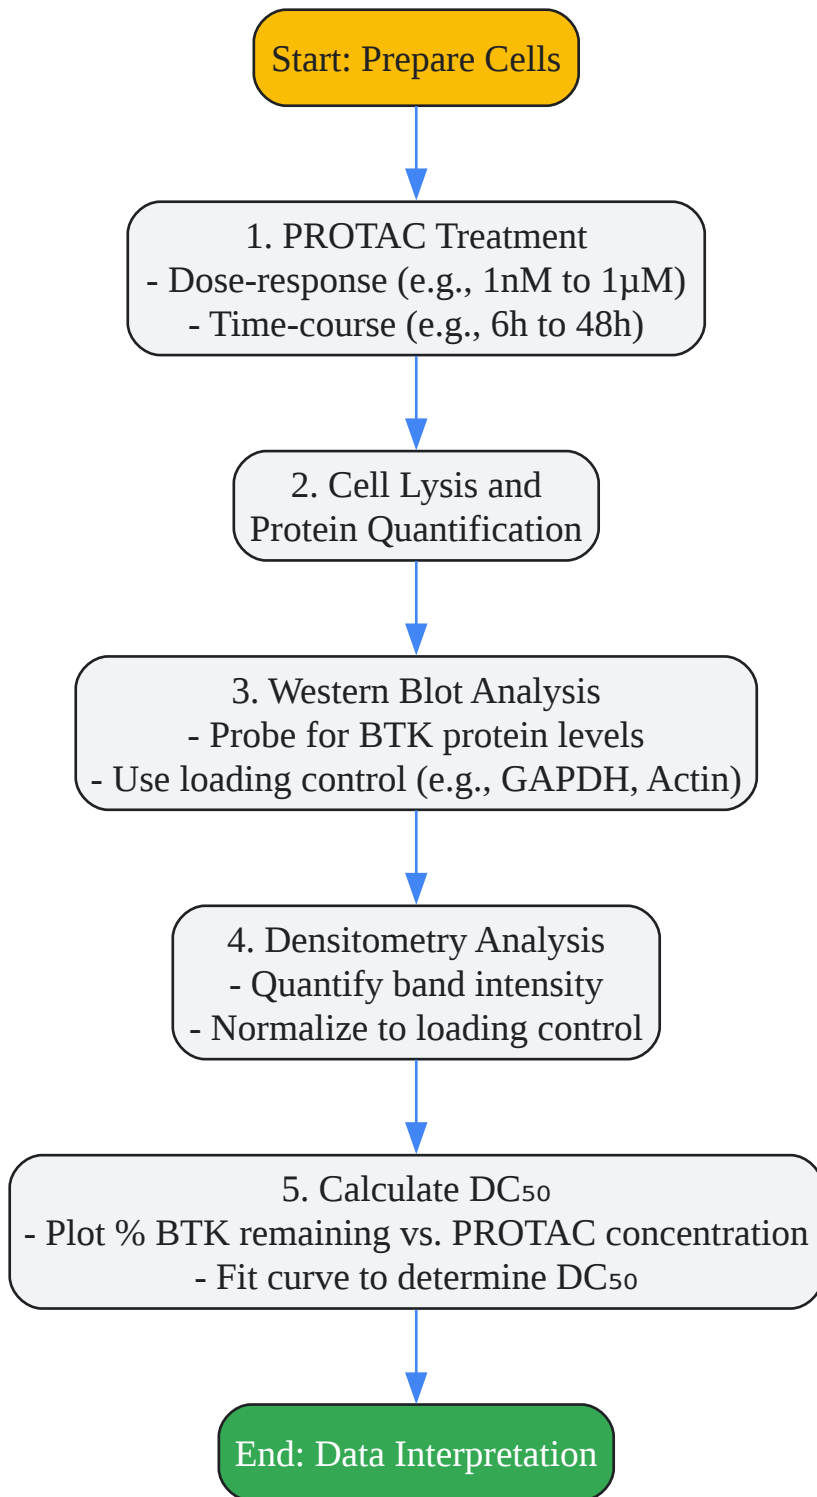 Start: Prepare Cells
1. PROTAC Treatment
- Dose-response (e.g., 1nM to 1µM)
- Time-course (e.g., 6h to 48h)
2. Cell Lysis and
Protein Quantification
3. Western Blot Analysis
- Probe for BTK protein levels
- Use loading control (e.g., GAPDH, Actin)
4. Densitometry Analysis
- Quantify band intensity
- Normalize to loading control
5. Calculate DC₅₀
- Plot % BTK remaining vs. PROTAC concentration
- Fit curve to determine DC₅₀
End: Data Interpretation